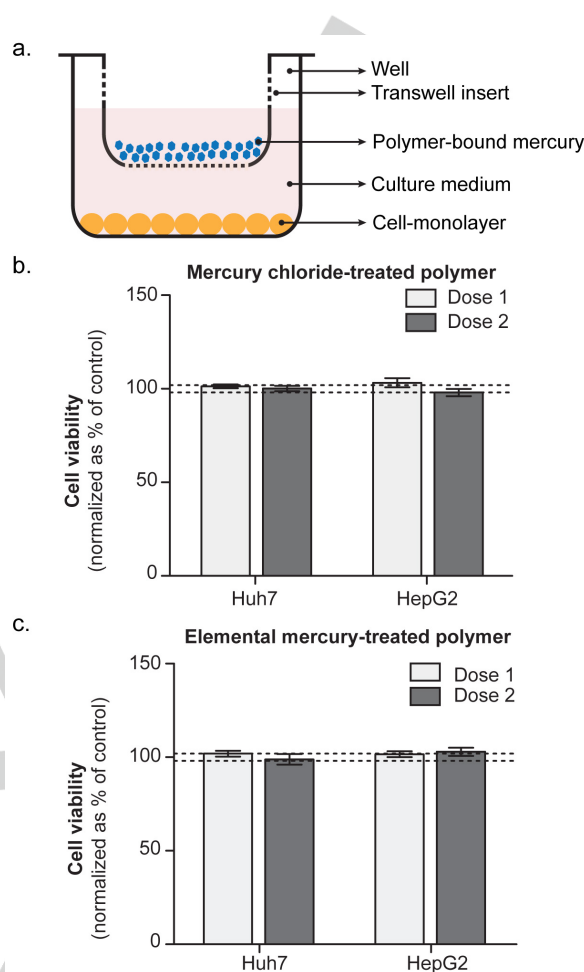 a.
Well
Transwell insert
Polymer-bound mercury
Culture medium
Cell-monolayer
b.
Mercury chloride-treated polymer
Dose 1
Dose 2
Cell viability
(normalized as % of control)
150
100
50
0
Huh7 HepG2
c.
Elemental mercury-treated polymer
Dose 1
Dose 2
Cell viability
(normalized as % of control)
150
100
50
0
Huh7 HepG2